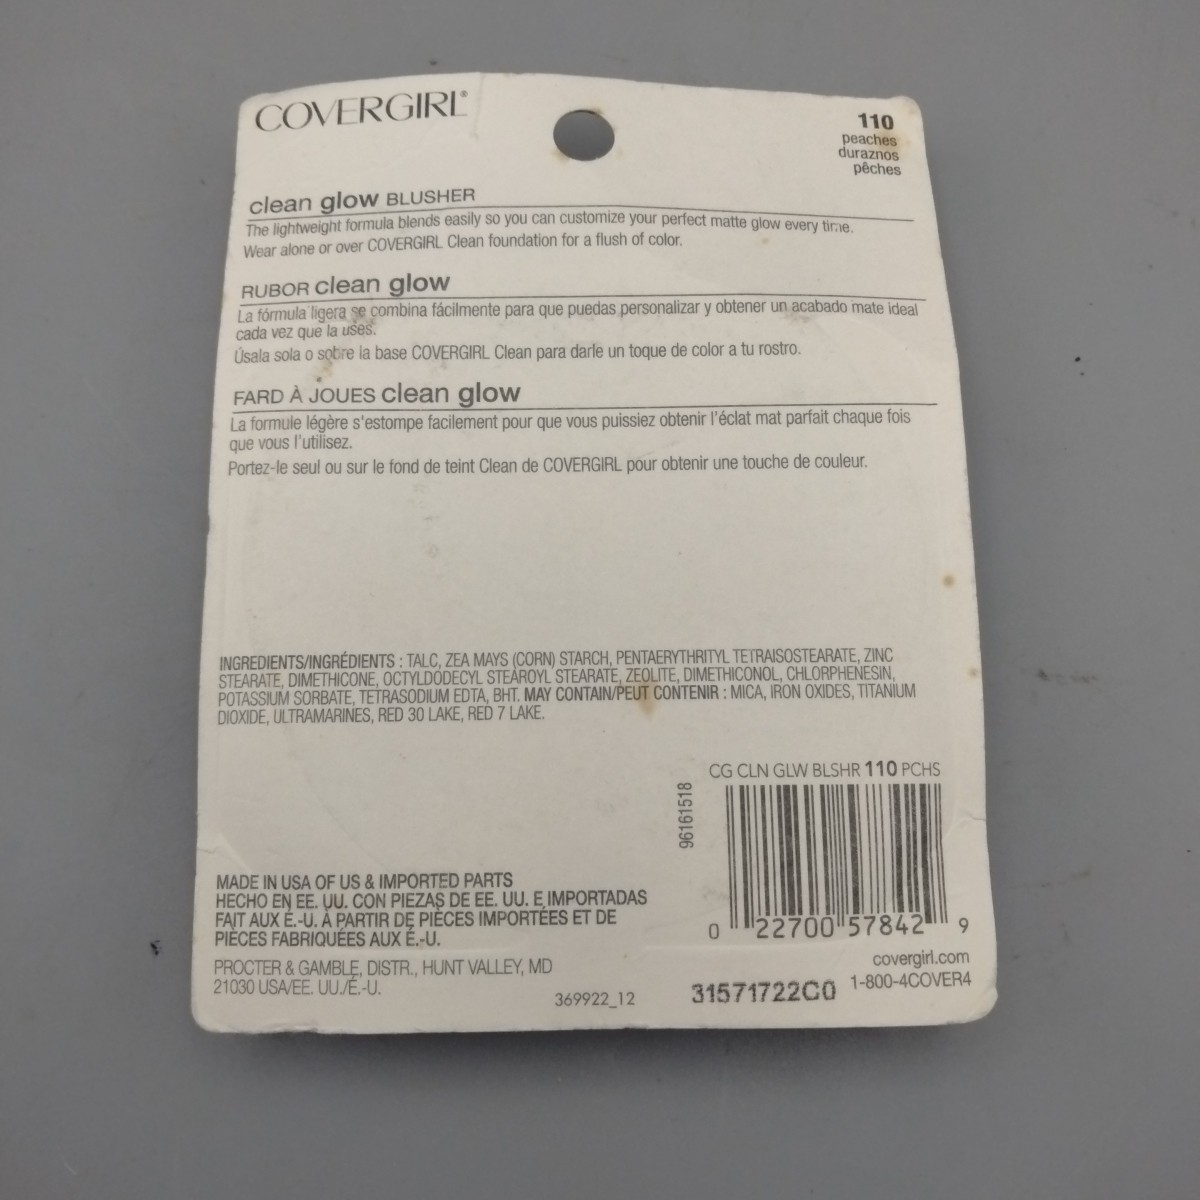 COVERGIRL®
110
peaches
duraznos
pêches
clean glow BLUSHER
The lightweight formula blends easily so you can customize your perfect matte glow every time.
Wear alone or over COVERGIRL Clean foundation for a flush of color.
RUBOR clean glow
La fórmula ligera se combina fácilmente para que puedas personalizar y obtener un acabado mate ideal
cada vez que la uses.
Úsala sola o sobre la base COVERGIRL Clean para darle un toque de color a tu rostro.
FARD À JOUES clean glow
La formule légère s'estompe facilement pour que vous puissiez obtenir l'éclat mat parfait chaque fois
que vous l'utilisez.
Portez-le seul ou sur le fond de teint Clean de COVERGIRL pour obtenir une touche de couleur.
INGREDIENTS/INGRÉDIENTS : TALC, ZEA MAYS (CORN) STARCH, PENTAERYTHRITYL TETRAISOSTEARATE, ZINC
STEARATE, DIMETHICONE, OCTYLDODECYL STEAROYL STEARATE, ZEOLITE, DIMETHICONOL, CHLORPHENESIN,
POTASSIUM SORBATE, TETRASODIUM EDTA, BHT. MAY CONTAIN/PEUT CONTENIR : MICA, IRON OXIDES, TITANIUM
DIOXIDE, ULTRAMARINES, RED 30 LAKE, RED 7 LAKE.
CG CLN GLW BLSHR 110 PCHS
96161518
0 22700 57842 9
MADE IN USA OF US & IMPORTED PARTS
HECHO EN EE. UU. CON PIEZAS DE EE. UU. E IMPORTADAS
FAIT AUX É.-U. À PARTIR DE PIÈCES IMPORTÉES ET DE
PIÈCES FABRIQUÉES AUX É.-U.
PROCTER & GAMBLE, DISTR., HUNT VALLEY, MD
21030 USA/EE. UU./É.-U.
369922_12
31571722C0
covergirl.com
1-800-4COVER4